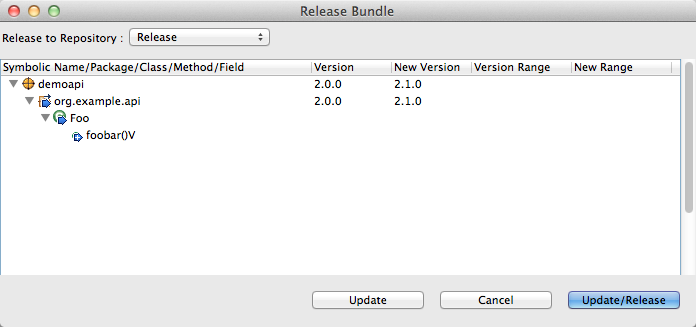 Release Bundle
Release to Repository : Release
Symbolic Name/Package/Class/Method/Field Version New Version Version Range New Range
demoapi 2.0.0 2.1.0
org.example.api 2.0.0 2.1.0
Foo
foobar()V
Update Cancel Update/Release